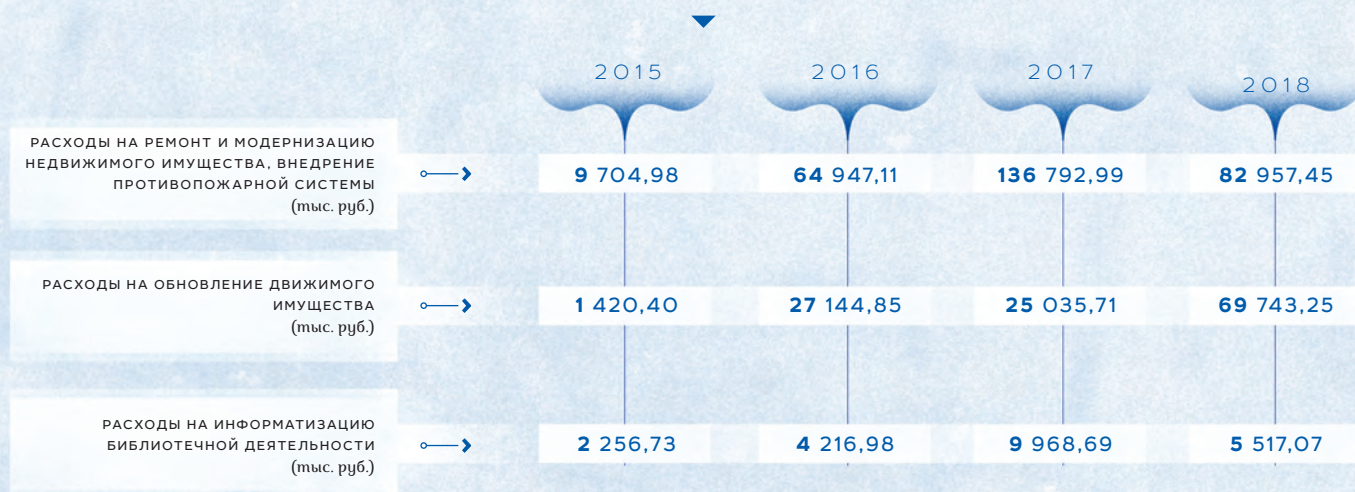 2015 2016 2017 2018
РАСХОДЫ НА РЕМОНТ И МОДЕРНИЗАЦИЮ
НЕДВИЖИМОГО ИМУЩЕСТВА, ВНЕДРЕНИЕ
ПРОТИВОПОЖАРНОЙ СИСТЕМЫ
(тыс. руб.)
9 704,98 64 947,11 136 792,99 82 957,45
РАСХОДЫ НА ОБНОВЛЕНИЕ ДВИЖИМОГО
ИМУЩЕСТВА
(тыс. руб.)
1 420,40 27 144,85 25 035,71 69 743,25
РАСХОДЫ НА ИНФОРМАТИЗАЦИЮ
БИБЛИОТЕЧНОЙ ДЕЯТЕЛЬНОСТИ
(тыс. руб.)
2 256,73 4 216,98 9 968,69 5 517,07